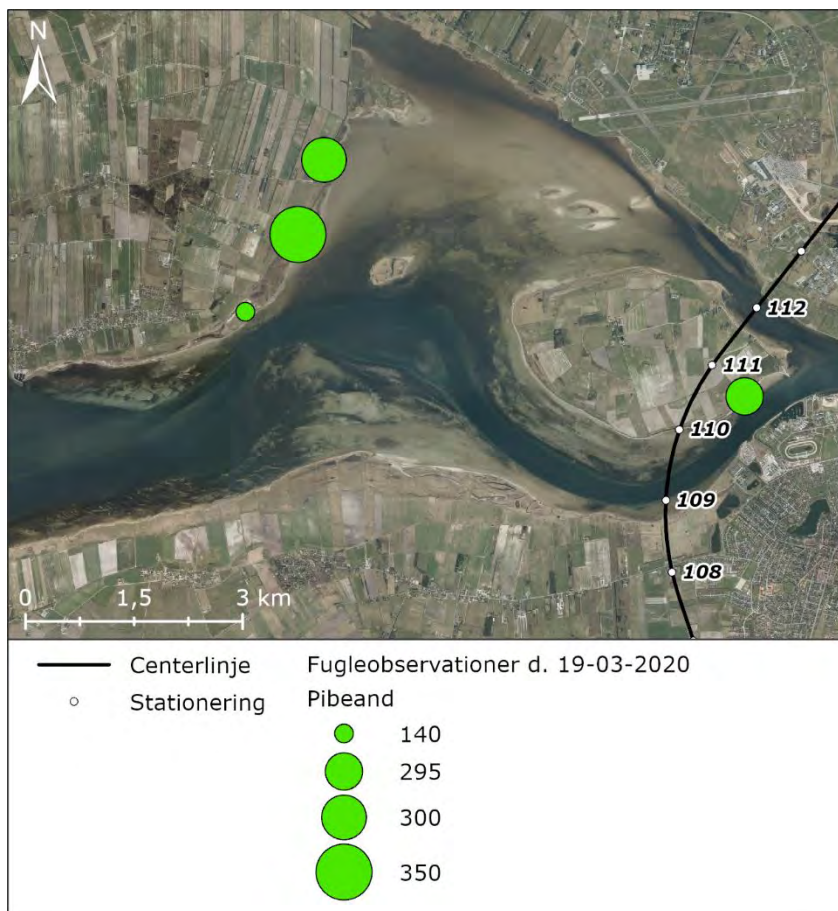 N
112
111
110
109
108
0 1,5 3 km
Centerlinje
Stationering
Fugleobservationer d. 19-03-2020
Pibeand
140
295
300
350